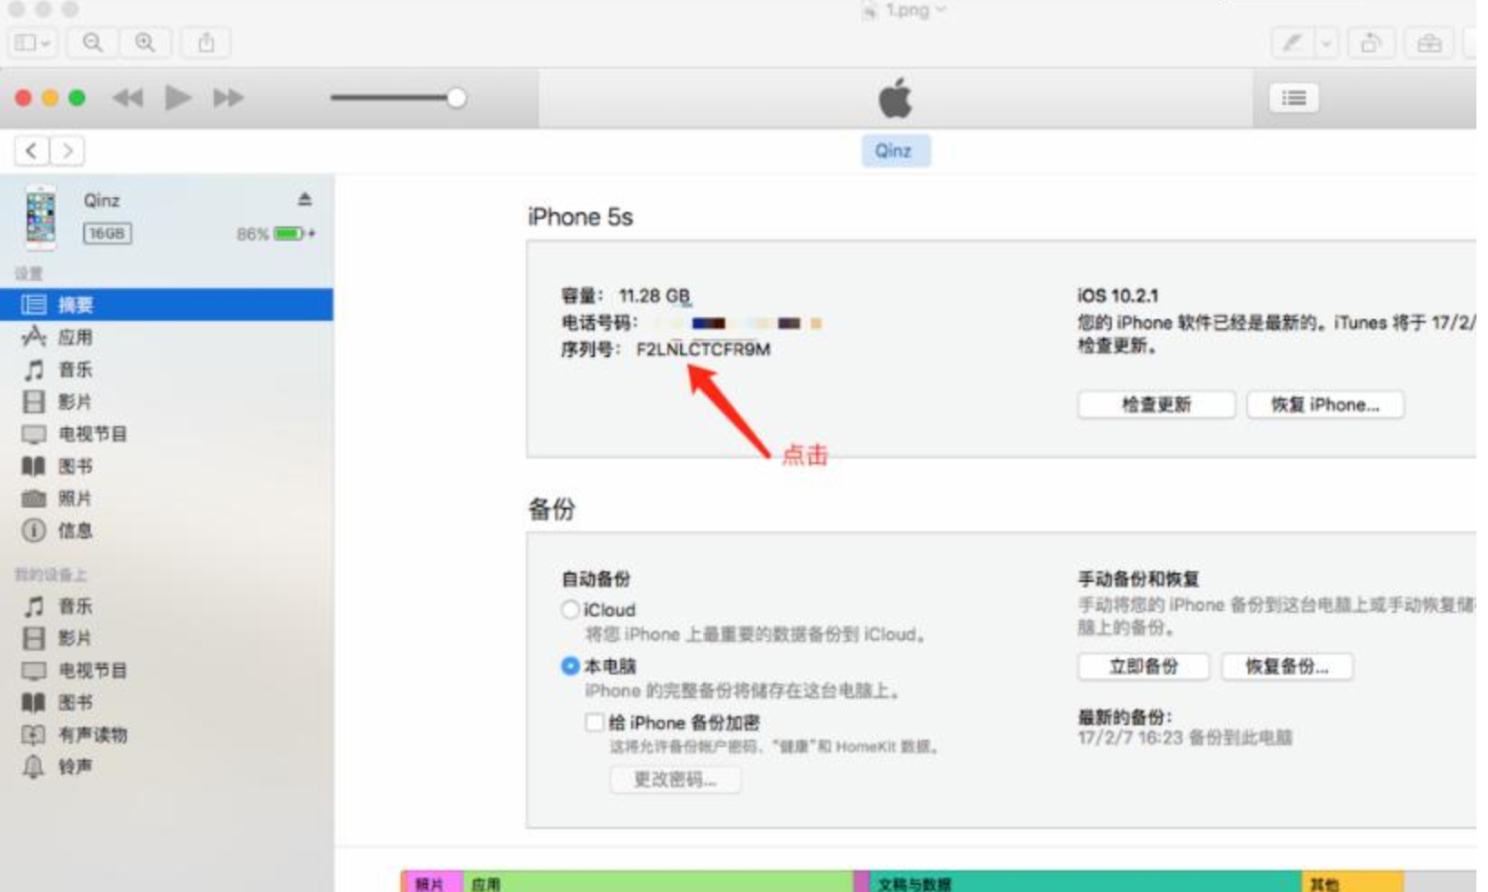 1.png
Qinz
Qinz
16GB
86%
设置
摘要
应用
音乐
影片
电视节目
图书
照片
信息
我的设备上
音乐
影片
电视节目
图书
有声读物
铃声
iPhone 5s
容量： 11.28 GB
电话号码：
序列号： F2LNLCTCFR9M
点击
iOS 10.2.1
您的 iPhone 软件已经是最新的。iTunes 将于 17/2/
检查更新。
检查更新
恢复 iPhone...
备份
自动备份
iCloud
将您 iPhone 上最重要的数据备份到 iCloud。
本电脑
iPhone 的完整备份将储存在这台电脑上。
给 iPhone 备份加密
这将允许备份帐户密码、“健康”和 HomeKit 数据。
更改密码...
手动备份和恢复
手动将您的 iPhone 备份到这台电脑上或手动恢复储
脑上的备份。
立即备份
恢复备份...
最新的备份：
17/2/7 16:23 备份到此电脑
照片
应用
文稿与数据
其他